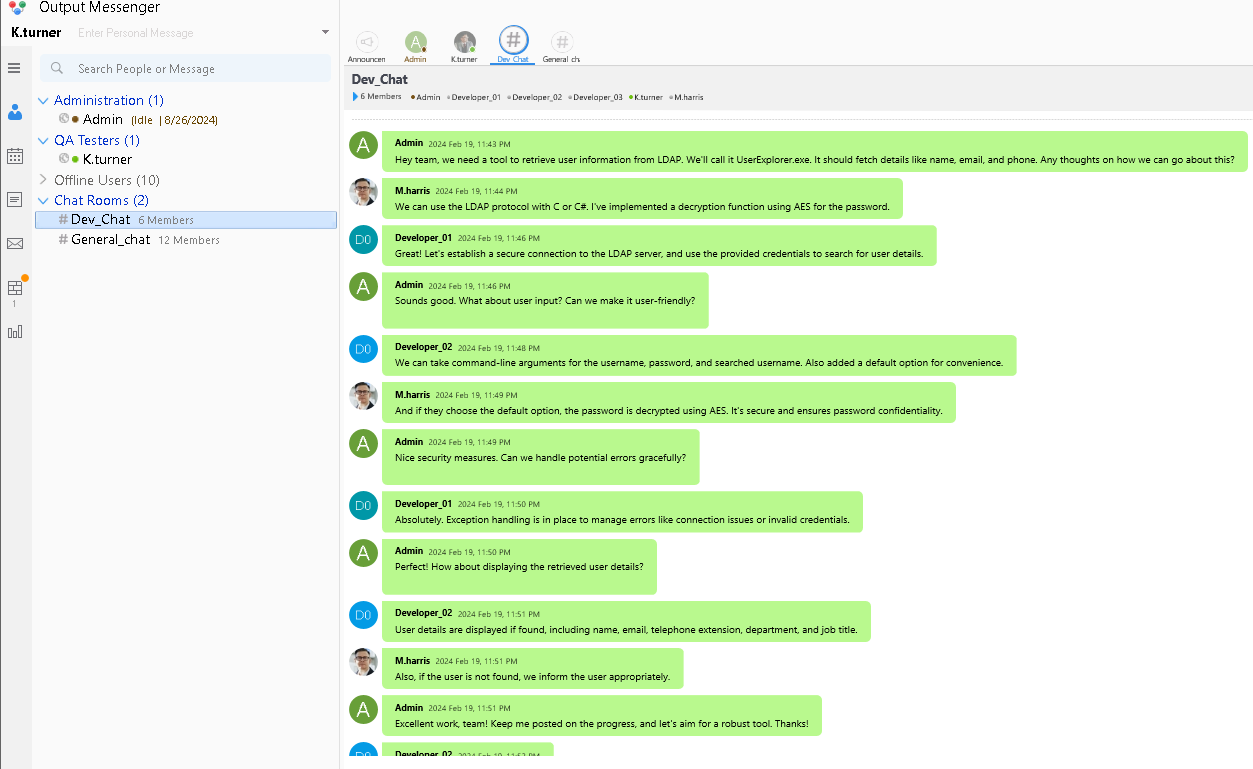 Output Messenger
K.turner Enter Personal Message
Search People or Message
Administration (1)
Admin (Idle | 8/26/2024)
QA Testers (1)
K.turner
Offline Users (10)
Chat Rooms (2)
# Dev_Chat 6 Members
# General_chat 12 Members
1
A
#
#
Announcen
Admin
K.turner
Dev_Chat
General_ch
Dev_Chat
6 Members Admin Developer_01 Developer_02 Developer_03 K.turner M.harris
A
Admin 2024 Feb 19, 11:43 PM
Hey team, we need a tool to retrieve user information from LDAP. We'll call it UserExplorer.exe. It should fetch details like name, email, and phone. Any thoughts on how we can go about this?
M.harris 2024 Feb 19, 11:44 PM
We can use the LDAP protocol with C or C#. I've implemented a decryption function using AES for the password.
D0
Developer_01 2024 Feb 19, 11:46 PM
Great! Let's establish a secure connection to the LDAP server, and use the provided credentials to search for user details.
A
Admin 2024 Feb 19, 11:46 PM
Sounds good. What about user input? Can we make it user-friendly?
D0
Developer_02 2024 Feb 19, 11:48 PM
We can take command-line arguments for the username, password, and searched username. Also added a default option for convenience.
M.harris 2024 Feb 19, 11:49 PM
And if they choose the default option, the password is decrypted using AES. It's secure and ensures password confidentiality.
A
Admin 2024 Feb 19, 11:49 PM
Nice security measures. Can we handle potential errors gracefully?
D0
Developer_01 2024 Feb 19, 11:50 PM
Absolutely. Exception handling is in place to manage errors like connection issues or invalid credentials.
A
Admin 2024 Feb 19, 11:50 PM
Perfect! How about displaying the retrieved user details?
D0
Developer_02 2024 Feb 19, 11:51 PM
User details are displayed if found, including name, email, telephone extension, department, and job title.
M.harris 2024 Feb 19, 11:51 PM
Also, if the user is not found, we inform the user appropriately.
A
Admin 2024 Feb 19, 11:51 PM
Excellent work, team! Keep me posted on the progress, and let's aim for a robust tool. Thanks!
D0
Developer_02 2024 Feb 19,